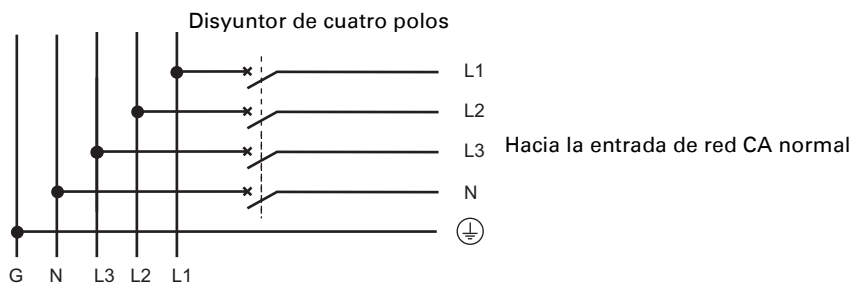 Disyuntor de cuatro polos
L1
L2
L3
Hacia la entrada de red CA normal
N
G N L3 L2 L1